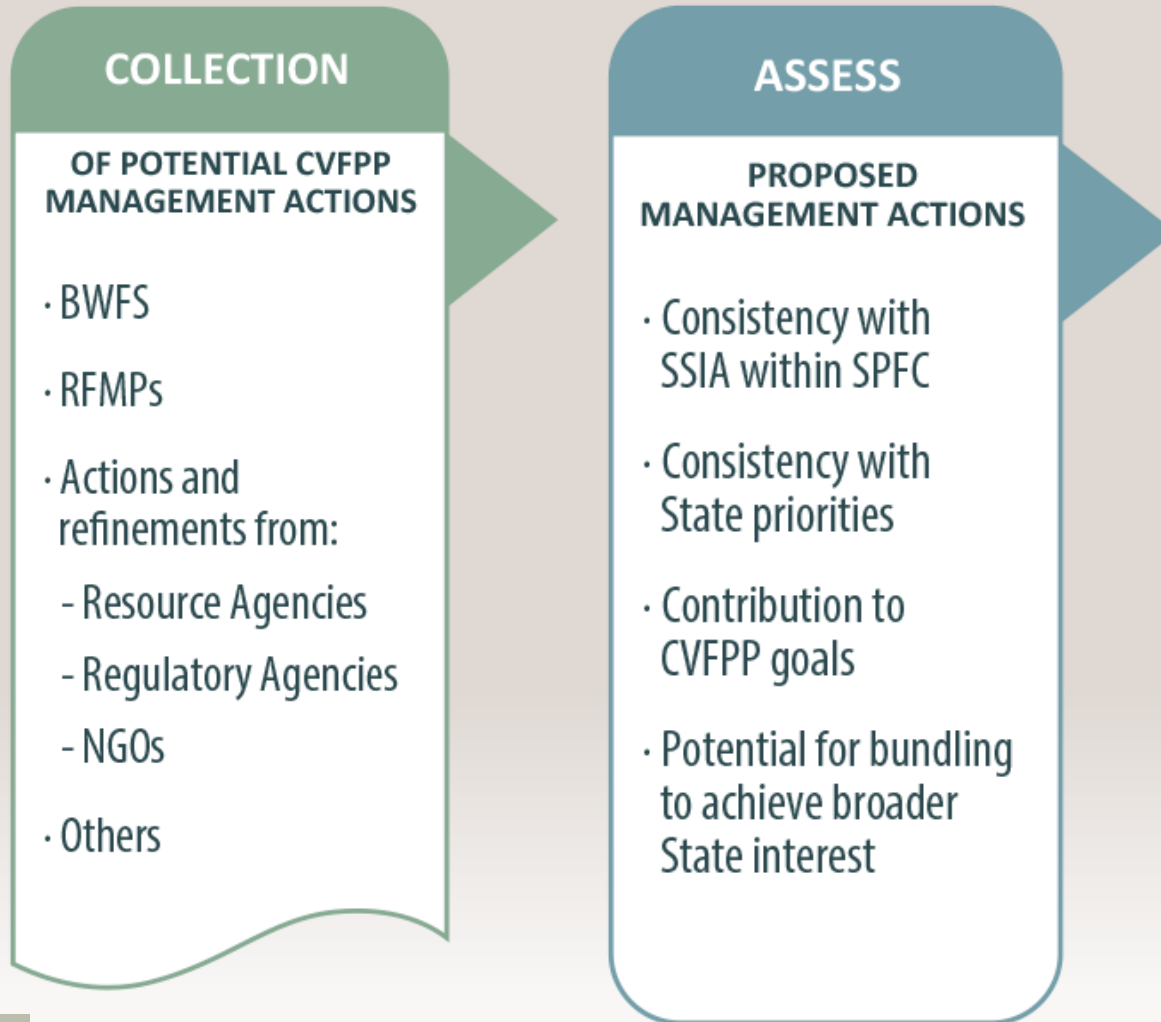 COLLECTION
OF POTENTIAL CVFPP
MANAGEMENT ACTIONS
· BWFS
· RFMPs
· Actions and
refinements from:
- Resource Agencies
- Regulatory Agencies
- NGOs
· Others
ASSESS
PROPOSED
MANAGEMENT ACTIONS
· Consistency with
SSIA within SPFC
· Consistency with
State priorities
· Contribution to
CVFPP goals
· Potential for bundling
to achieve broader
State interest